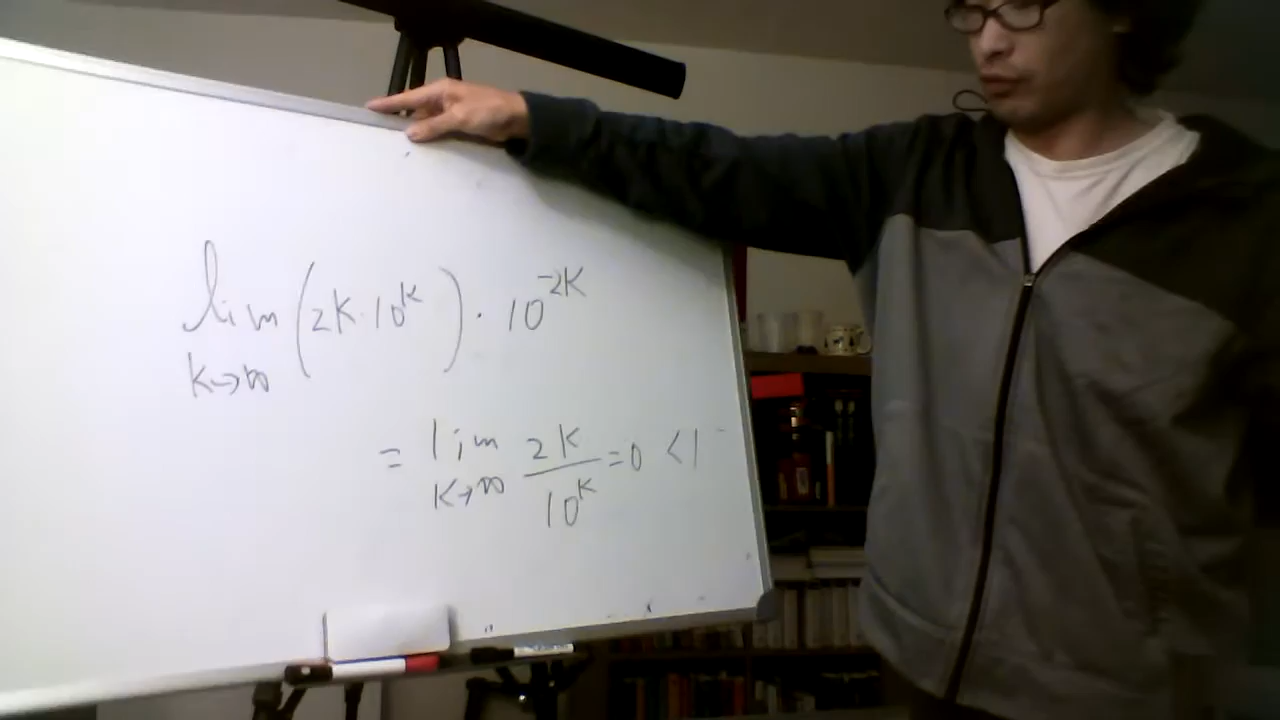 lim (2K·10^K)·10^-2K
K→∞
= lim 2K/10^K = 0 < 1
K→∞